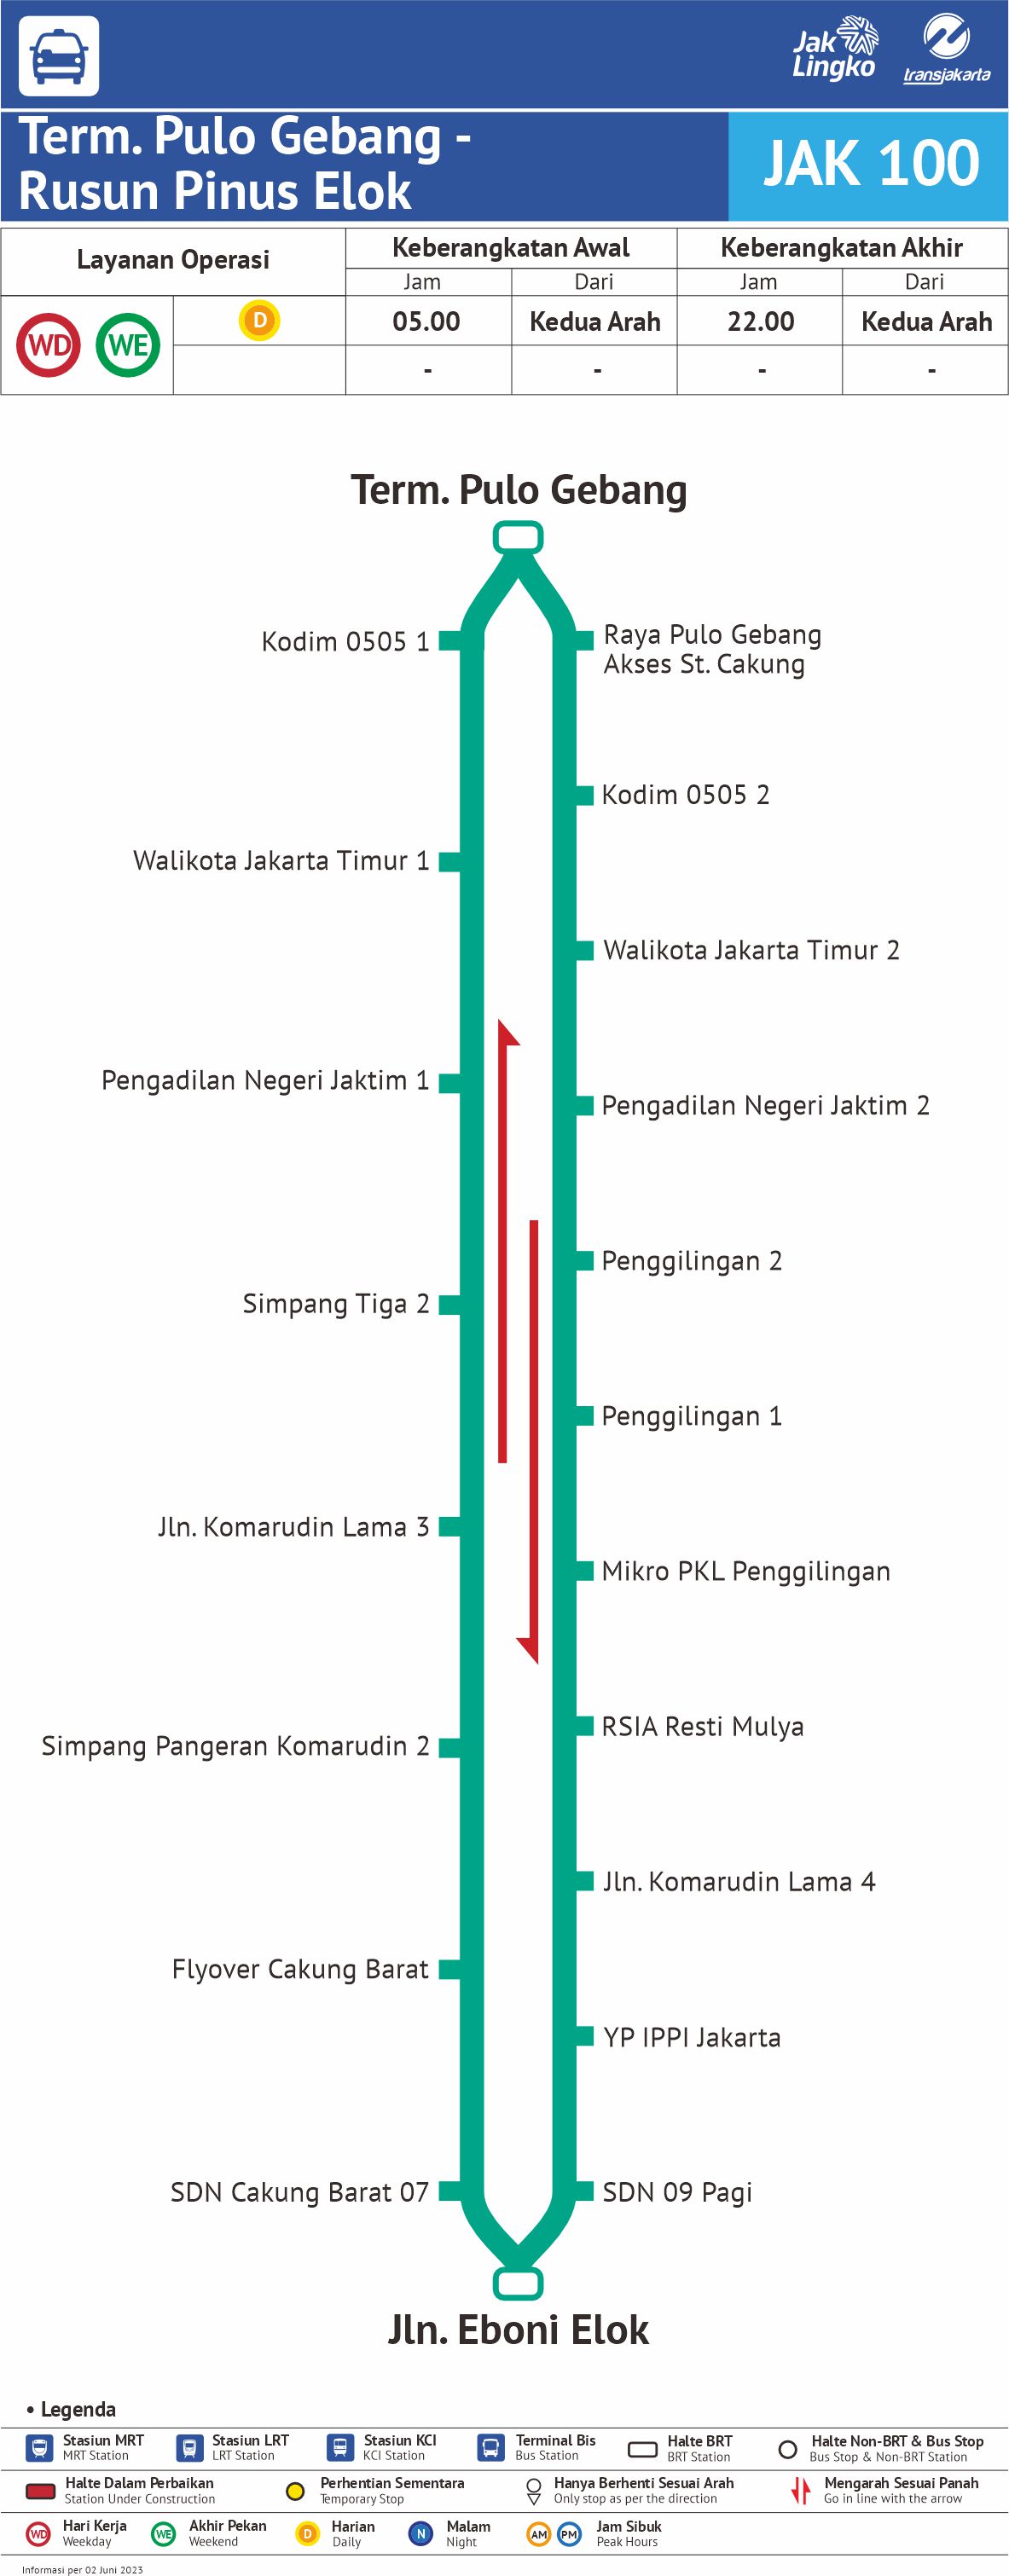 Jak
Lingko
transjakarta
Term. Pulo Gebang -
Rusun Pinus Elok
JAK 100
Layanan Operasi
Keberangkatan Awal
Keberangkatan Akhir
Jam
Dari
Jam
Dari
WD
WE
D
05.00
Kedua Arah
22.00
Kedua Arah
-
-
-
-
Term. Pulo Gebang
Kodim 0505 1
Raya Pulo Gebang
Akses St. Cakung
Kodim 0505 2
Walikota Jakarta Timur 1
Walikota Jakarta Timur 2
Pengadilan Negeri Jaktim 1
Pengadilan Negeri Jaktim 2
Penggilingan 2
Simpang Tiga 2
Penggilingan 1
Jln. Komarudin Lama 3
Mikro PKL Penggilingan
RSIA Resti Mulya
Simpang Pangeran Komarudin 2
Jln. Komarudin Lama 4
Flyover Cakung Barat
YP IPPI Jakarta
SDN Cakung Barat 07
SDN 09 Pagi
Jln. Eboni Elok
• Legenda
Stasiun MRT
MRT Station
Stasiun LRT
LRT Station
Stasiun KCI
KCI Station
Terminal Bis
Bus Station
Halte BRT
BRT Station
Halte Non-BRT & Bus Stop
Bus Stop & Non-BRT Station
Halte Dalam Perbaikan
Station Under Construction
Perhentian Sementara
Temporary Stop
Hanya Berhenti Sesuai Arah
Only stop as per the direction
Mengarah Sesuai Panah
Go in line with the arrow
WD
Hari Kerja
Weekday
WE
Akhir Pekan
Weekend
D
Harian
Daily
N
Malam
Night
AM
PM
Jam Sibuk
Peak Hours
Informasi per 02 Juni 2023